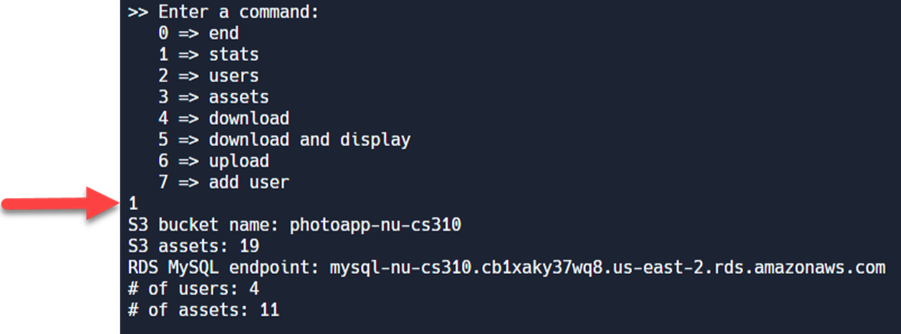 >> Enter a command:
0 => end
1 => stats
2 => users
3 => assets
4 => download
5 => download and display
6 => upload
7 => add user
1
S3 bucket name: photoapp-nu-cs310
S3 assets: 19
RDS MySQL endpoint: mysql-nu-cs310.cb1xaky37wq8.us-east-2.rds.amazonaws.com
# of users: 4
# of assets: 11